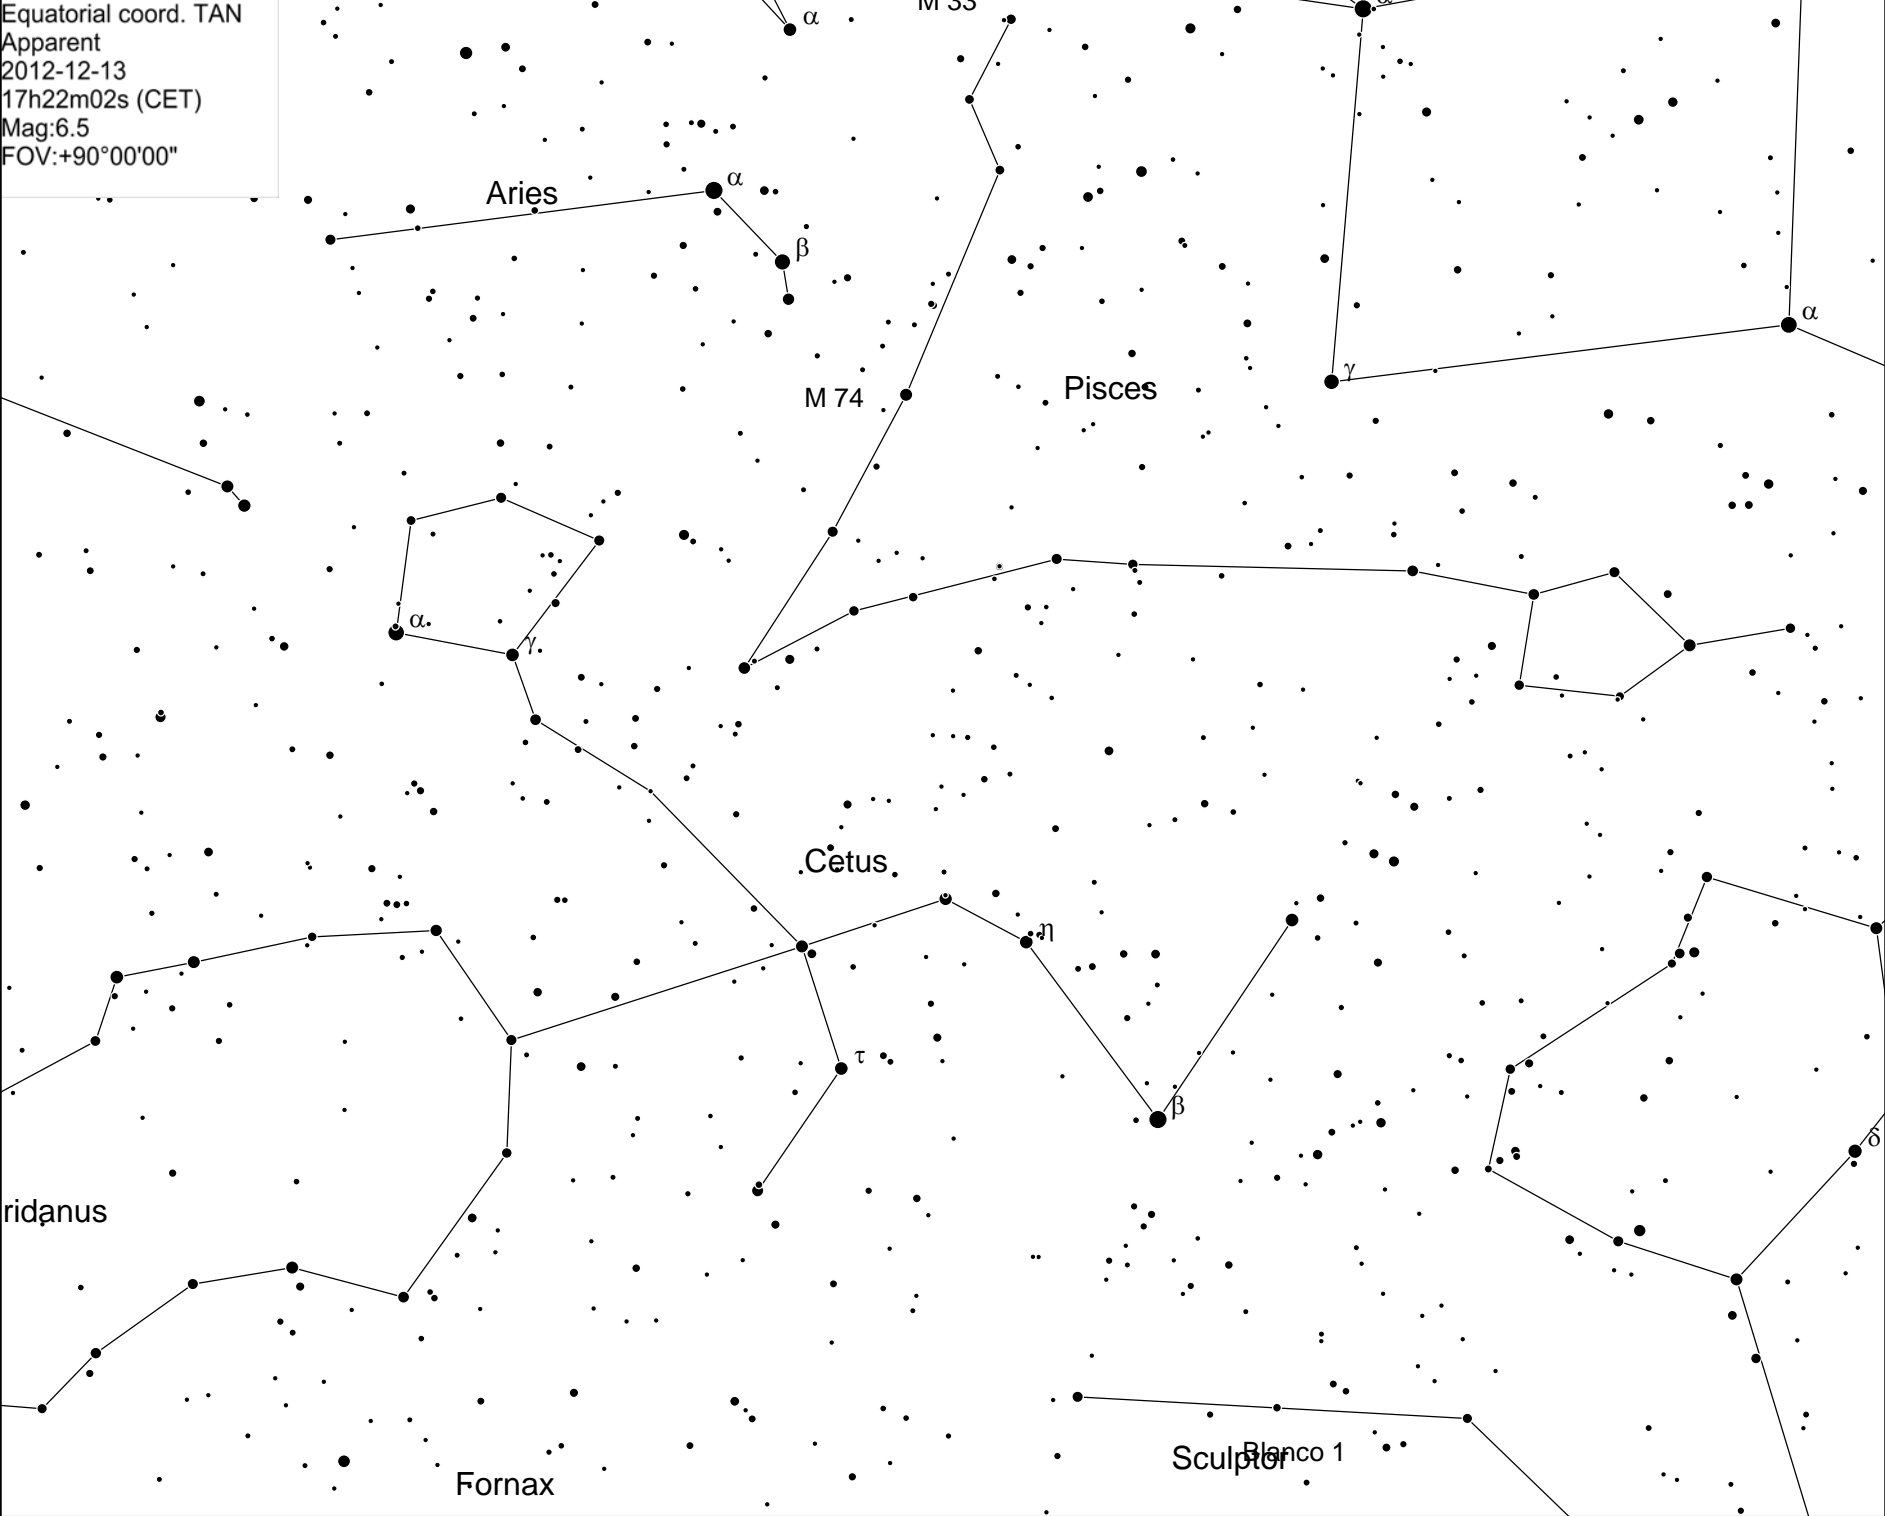 Equatorial coord. TAN
Apparent
2012-12-13
17h22m02s (CET)
Mag:6.5
FOV:+90°00'00"
α
M 33
α
Aries
α
β
α
γ
M 74
Pisces
α
γ
Cetus
η
τ
β
δ
ridanus
Sculptor
Blanco 1
Fornax